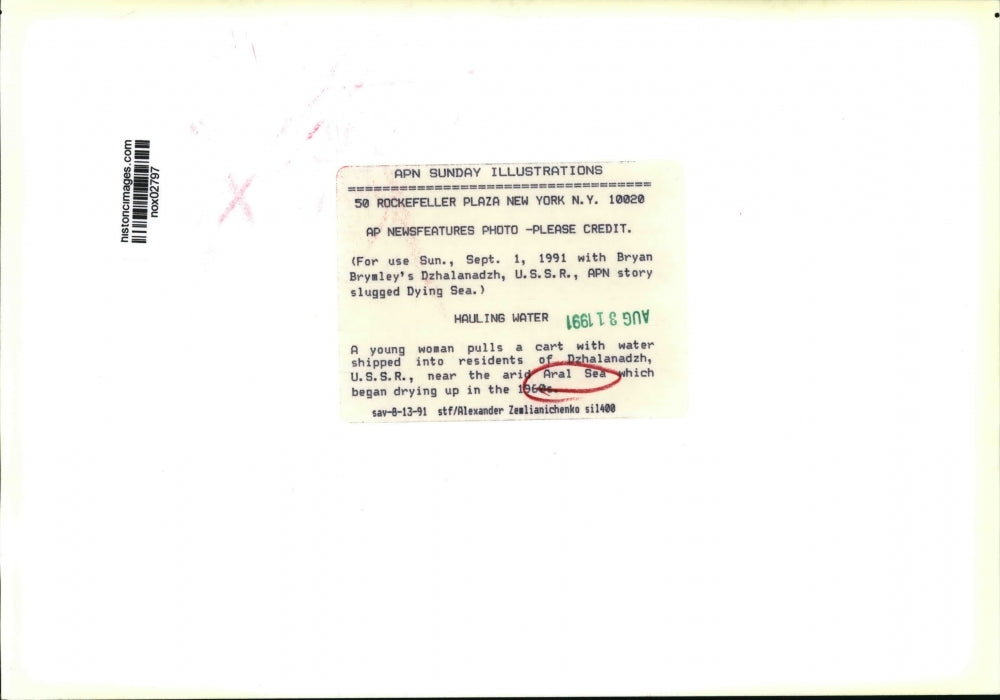 historicimages.com
nox02797
APN SUNDAY ILLUSTRATIONS
==========================================
50 ROCKEFELLER PLAZA NEW YORK N.Y. 10020
AP NEWSFEATURES PHOTO -PLEASE CREDIT.
(For use Sun., Sept. 1, 1991 with Bryan
Brymley's Dzhalanadzh, U.S.S.R., APN story
slugged Dying Sea.)
HAULING WATER
AUG 31 1991
A young woman pulls a cart with water
shipped into residents of Dzhalanadzh,
U.S.S.R., near the arid Aral Sea which
began drying up in the 1960s.
sav-8-13-91 stf/Alexander Zemlianichenko sil400